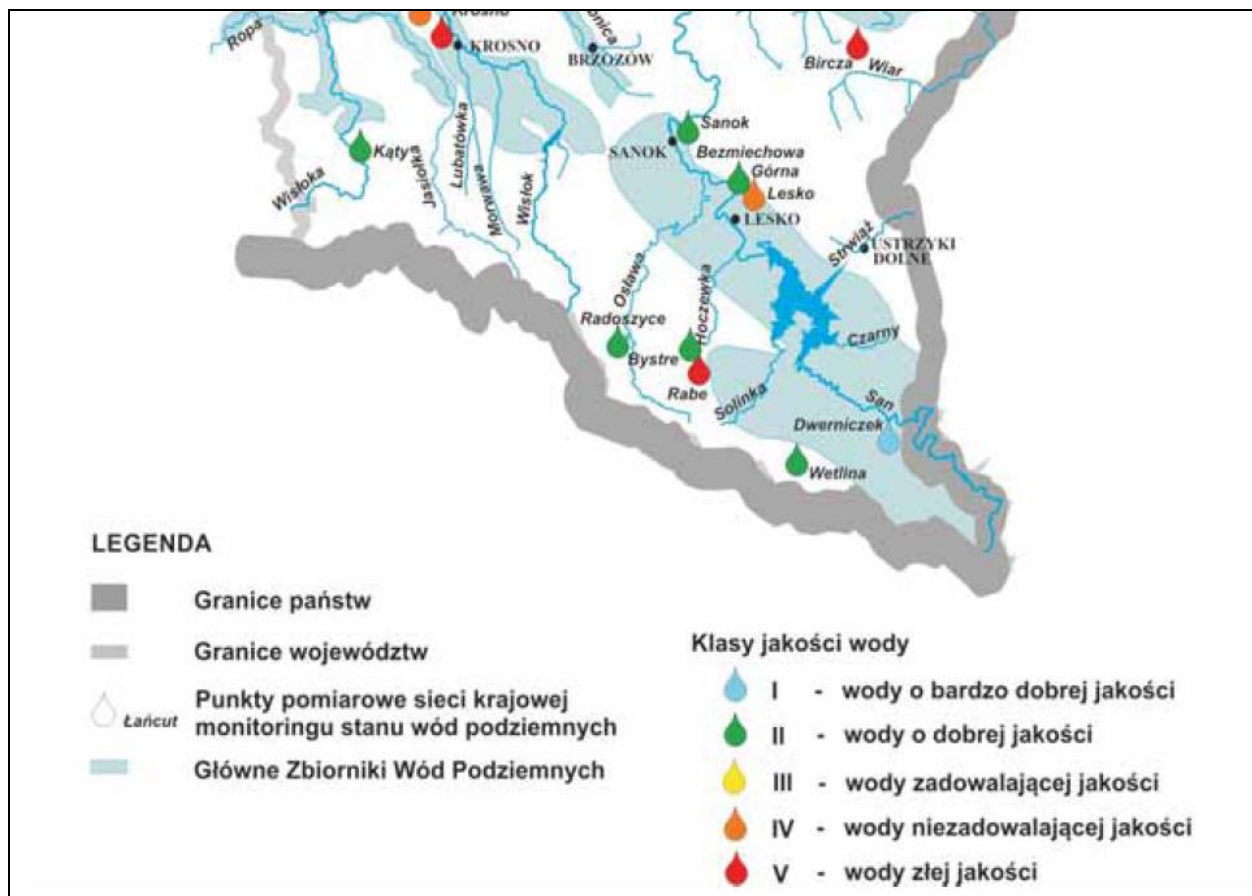 Ropa
Krosno
KROSNO
BRZOZÓW
Bircza
Wiar
Kąty
Wisłoka
Jasiołka
Lubatówka
Morwawa
Wisłok
Sanok
SANOK
Bezmiechowa
Górna
Lesko
LESKO
Strwiąż
USTRZYKI
DOLNE
Osława
Hoczewka
Radoszyce
Bystre
Rabe
Czarny
Solinka
San
Dwerniczek
Wetlina
LEGENDA
Granice państw
Granice województw
Łańcut
Punkty pomiarowe sieci krajowej
monitoringu stanu wód podziemnych
Główne Zbiorniki Wód Podziemnych
Klasy jakości wody
I - wody o bardzo dobrej jakości
II - wody o dobrej jakości
III - wody zadowalającej jakości
IV - wody niezadowalającej jakości
V - wody złej jakości